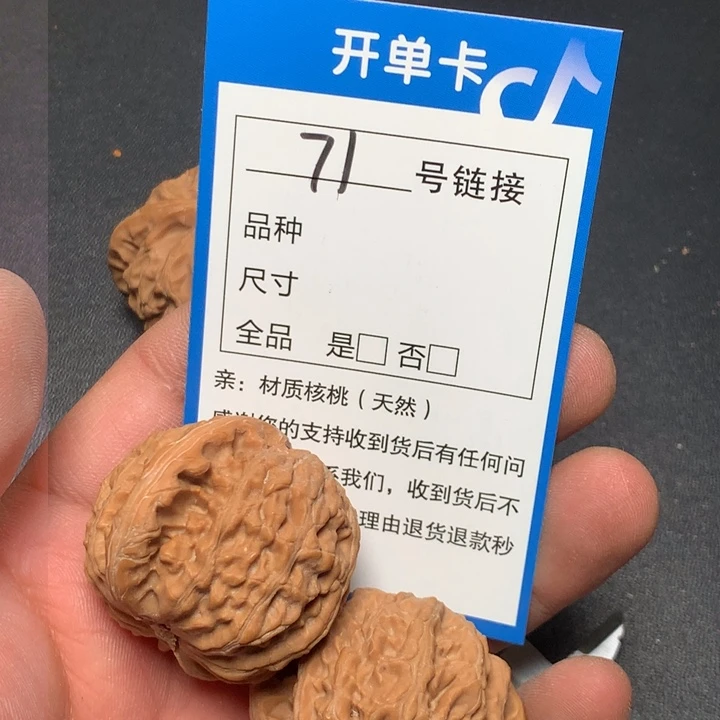 开单卡
71号链接
品种
尺寸
全品 是□ 否□
亲：材质核桃（天然）
感谢您的支持收到货后有任何问
系我们，收到货后不
理由退货退款秒